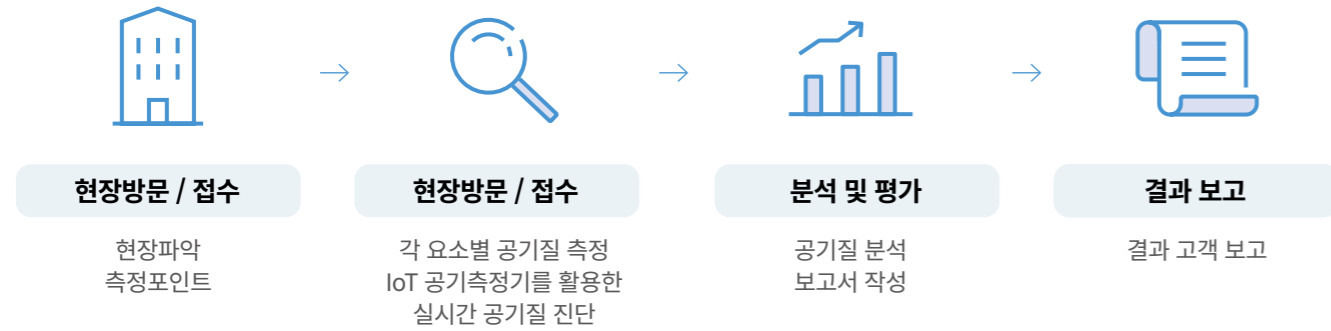 현장방문 / 접수
현장방문 / 접수
분석 및 평가
결과 보고
현장파악
측정포인트
각 요소별 공기질 측정
IoT 공기측정기를 활용한
실시간 공기질 진단
공기질 분석
보고서 작성
결과 고객 보고